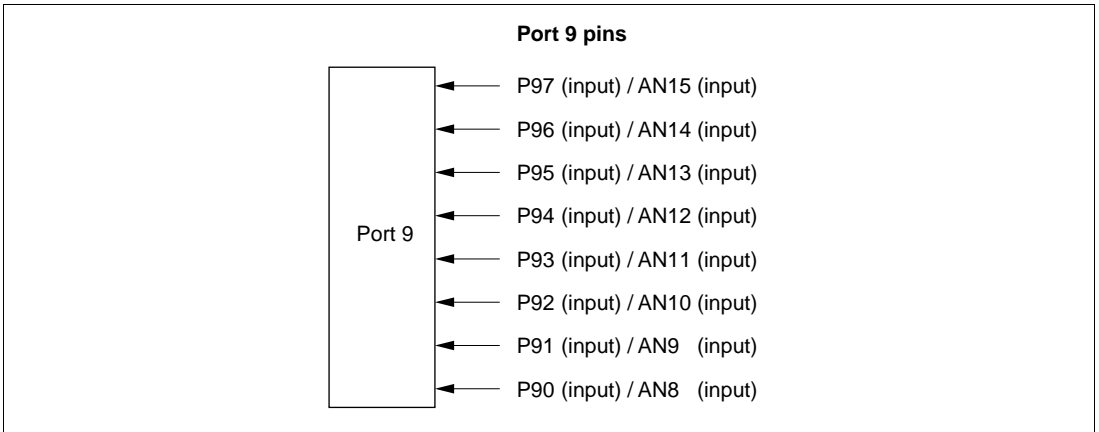 Port 9 pins
P97 (input) / AN15 (input)
P96 (input) / AN14 (input)
P95 (input) / AN13 (input)
P94 (input) / AN12 (input)
Port 9
P93 (input) / AN11 (input)
P92 (input) / AN10 (input)
P91 (input) / AN9 (input)
P90 (input) / AN8 (input)